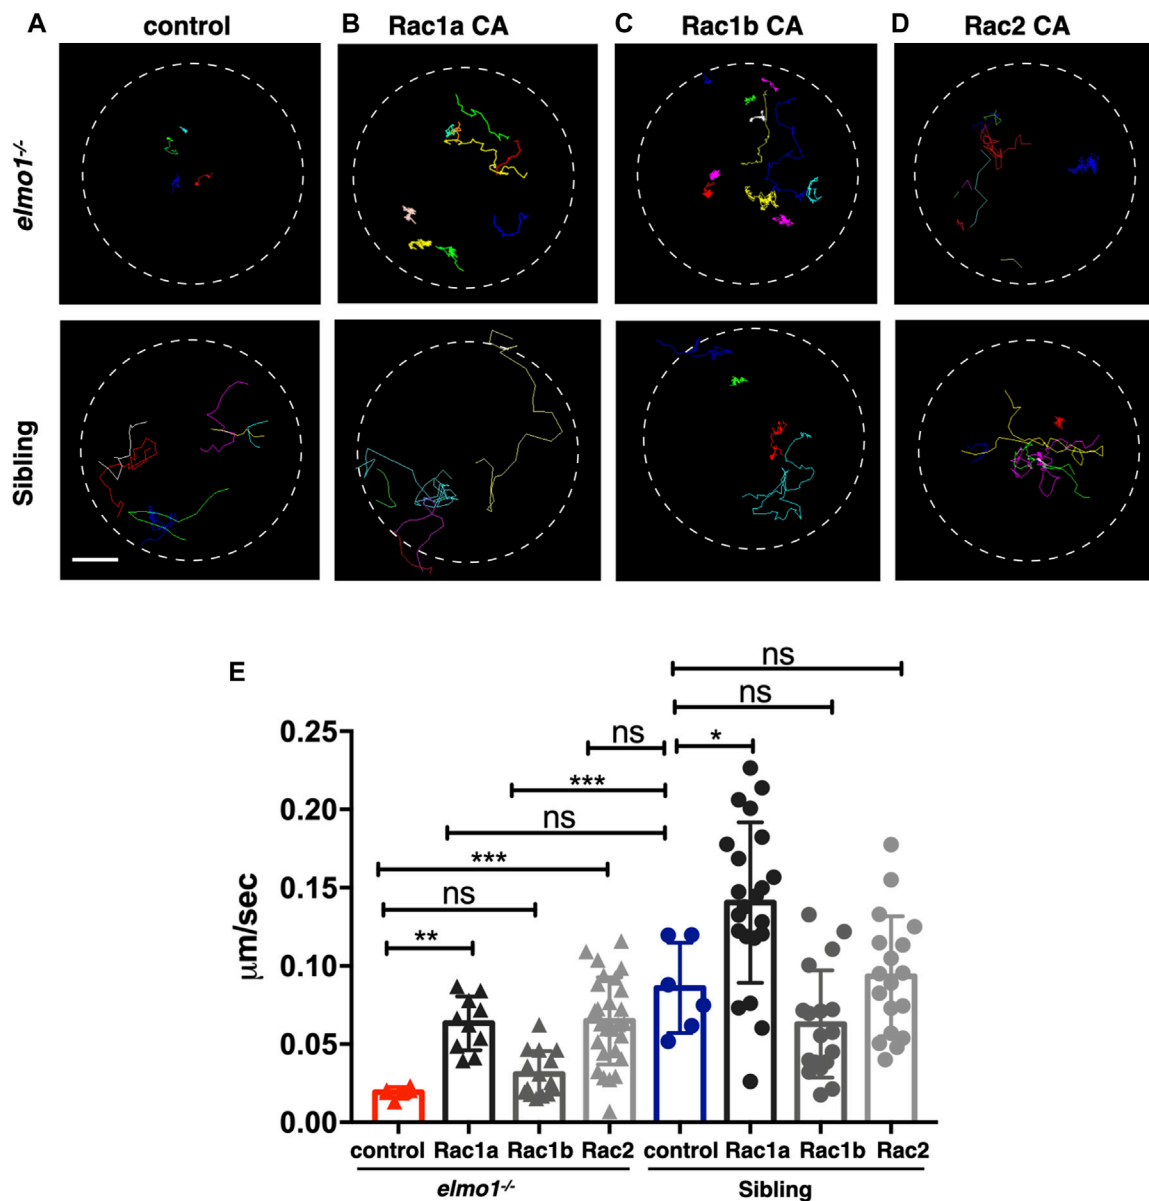 A control B Rac1a CA C Rac1b CA D Rac2 CA
elmo1-/-
Sibling
E
ns
ns
ns *
***
ns
***
ns
**
μm/sec
0.25
0.20
0.15
0.10
0.05
0.00
control Rac1a Rac1b Rac2 control Rac1a Rac1b Rac2
elmo1-/- Sibling